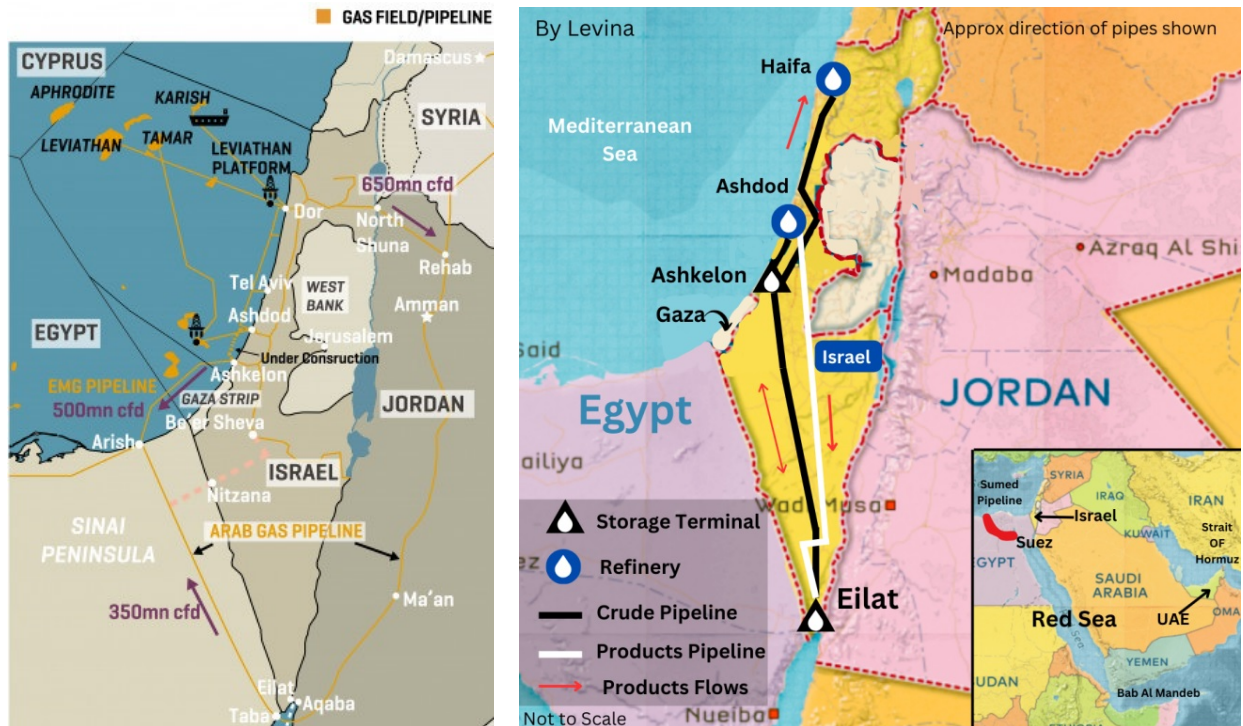 GAS FIELD/PIPELINE
CYPRUS
APHRODITE
KARISH
LEVIATHAN
TAMAR
LEVIATHAN
PLATFORM
Damascus
SYRIA
650mn cfd
Dor
North
Shuna
Rehab
Tel Aviv
WEST
BANK
Amman
Ashdod
Jerusalem
EGYPT
Under Consruction
EMG PIPELINE
Ashkelon
500mn cfd
GAZA STRIP
JORDAN
Be'er Sheva
Arish
ISRAEL
Nitzana
SINAI
PENINSULA
ARAB GAS PIPELINE
350mn cfd
Ma'an
Eilat
Aqaba
Taba
By Levina
Approx direction of pipes shown
Haifa
Mediterranean
Sea
Ashdod
Ashkelon
Gaza
Azraq Al Shi
Madaba
Said
Israel
Egypt
JORDAN
ailiya
Wadi Musa
Storage Terminal
Refinery
Crude Pipeline
Products Pipeline
Products Flows
Not to Scale
Eilat
ez
Nueiba
SYRIA
Sumed
Pipeline
IRAQ
IRAN
Israel
Strait
OF
Hormuz
KUWAIT
Suez
EGYPT
SAUDI
ARABIA
UAE
OMA
Red Sea
Sea
UDAN
YEMEN
Bab Al Mandeb